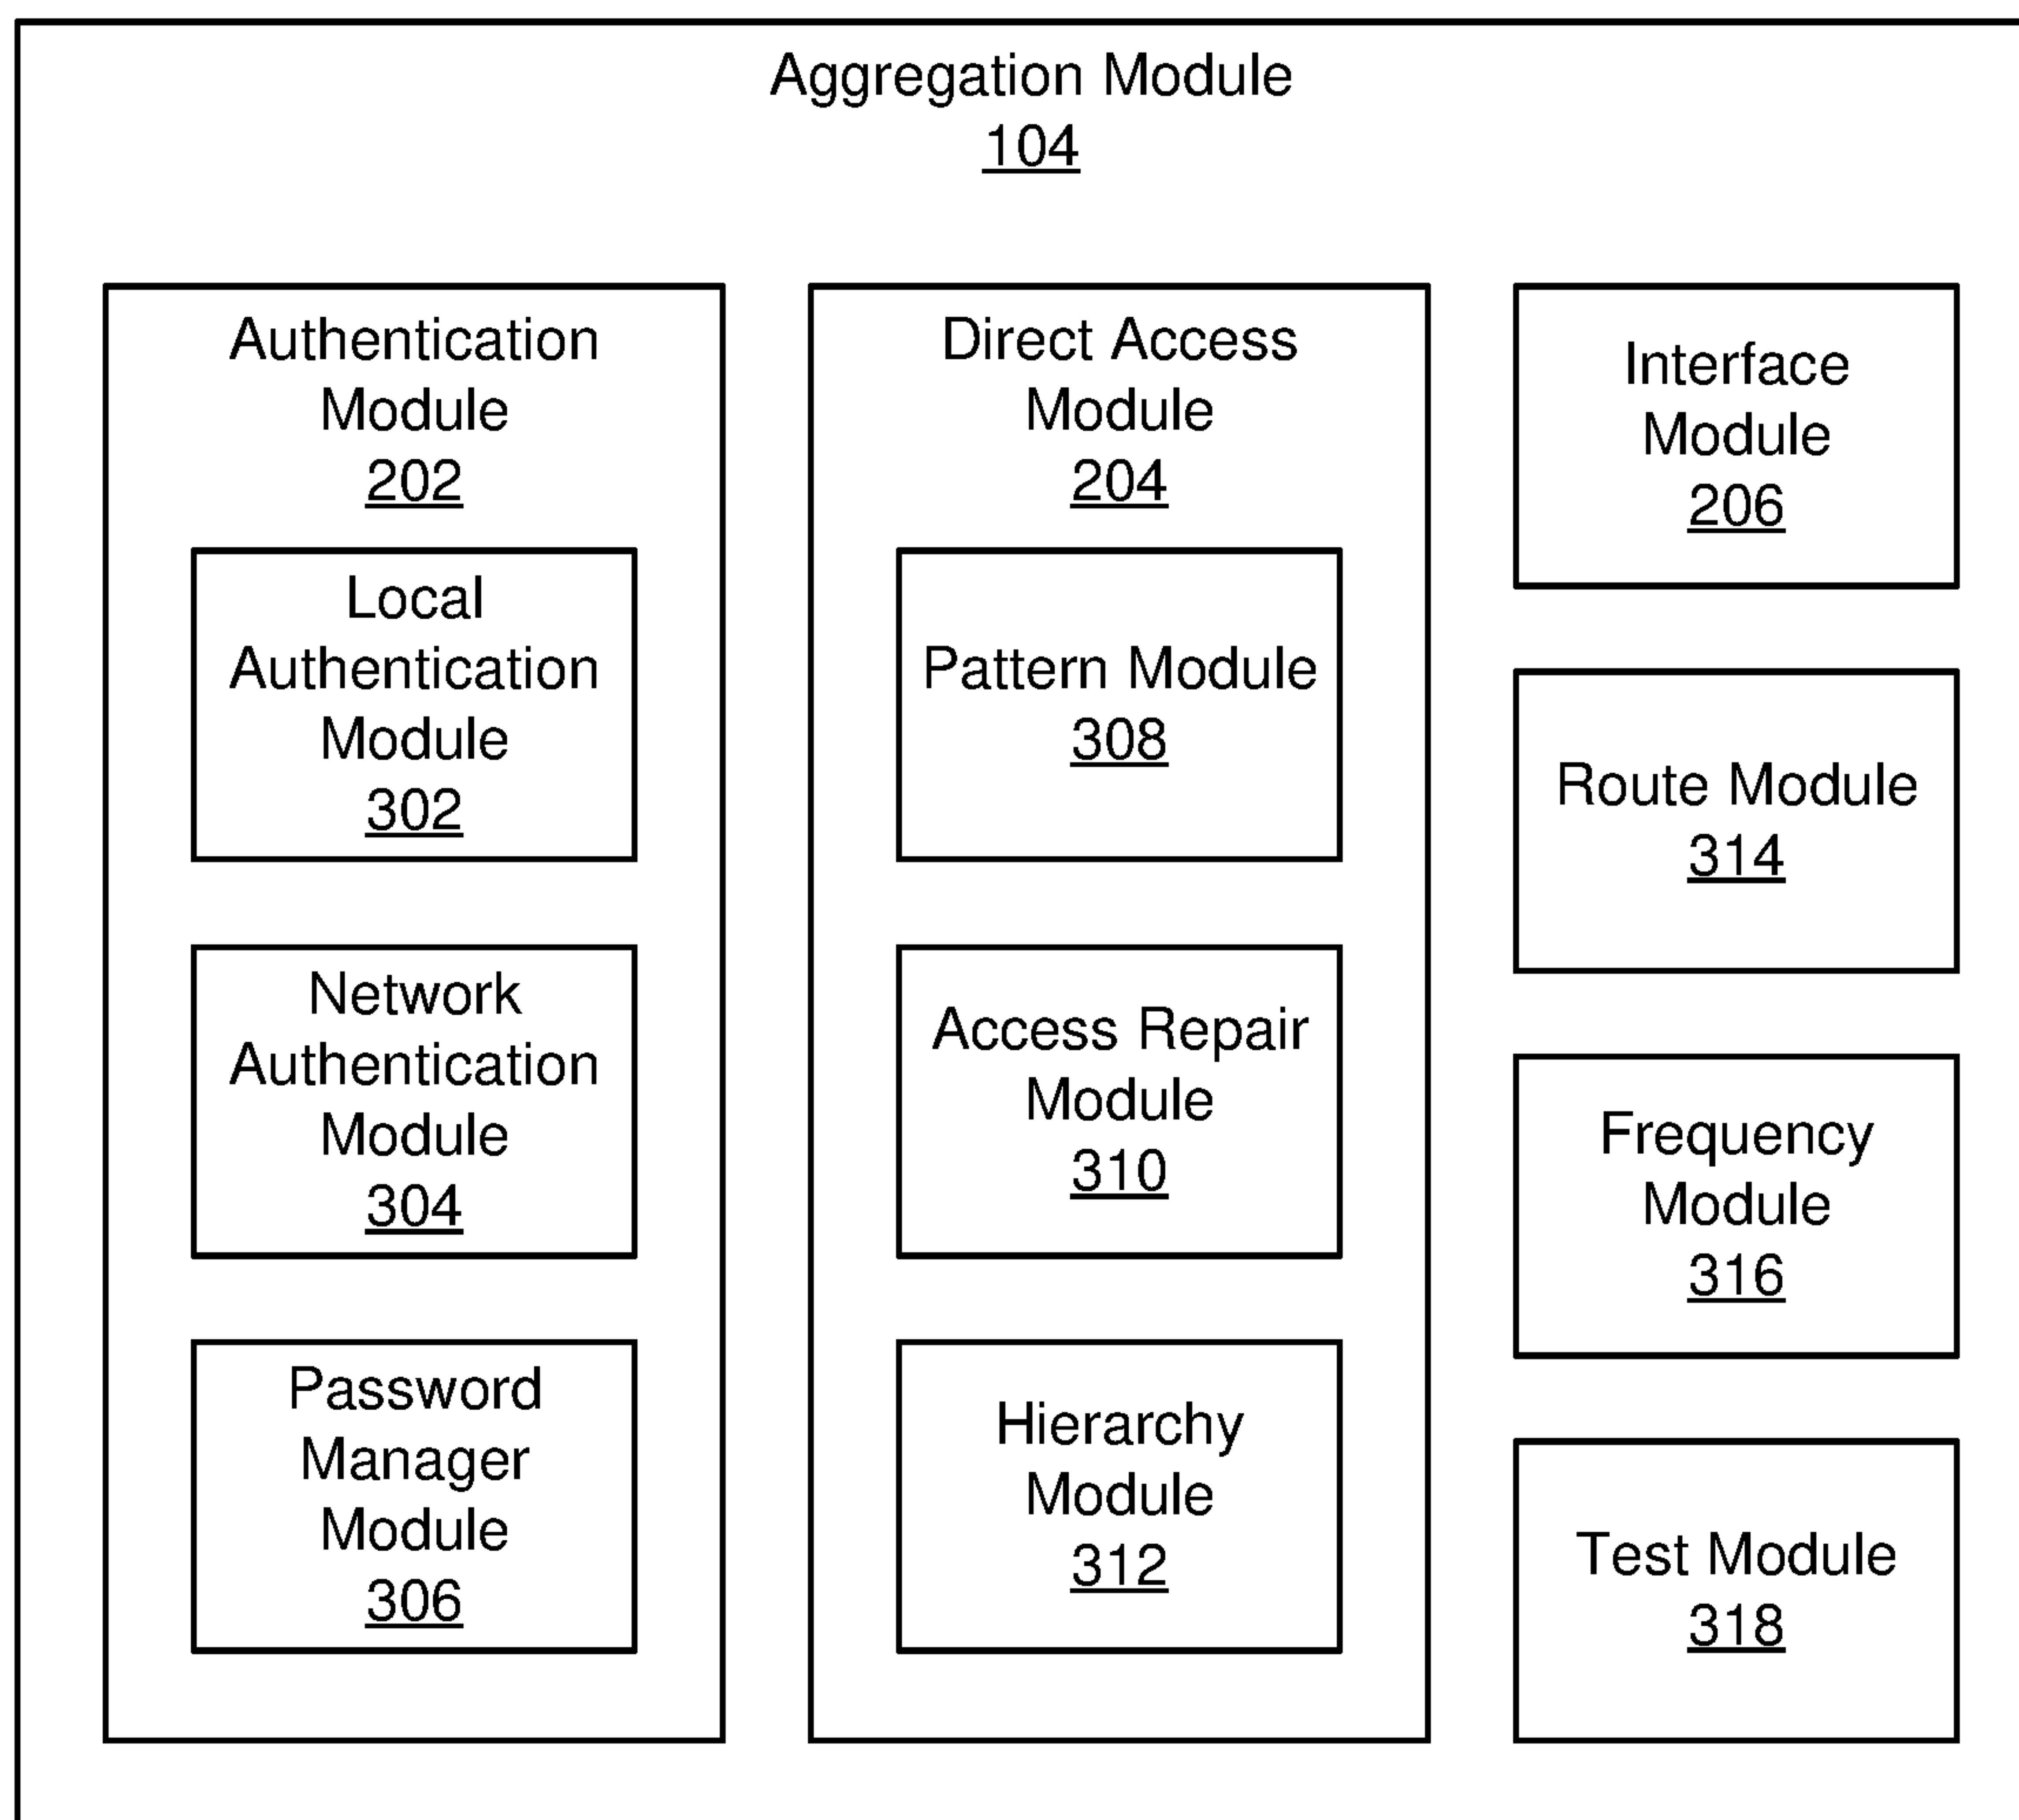 Aggregation Module
104
Authentication
Module
202
Local
Authentication
Module
302
Network
Authentication
Module
304
Password
Manager
Module
306
Direct Access
Module
204
Pattern Module
308
Access Repair
Module
310
Hierarchy
Module
312
Interface
Module
206
Route Module
314
Frequency
Module
316
Test Module
318